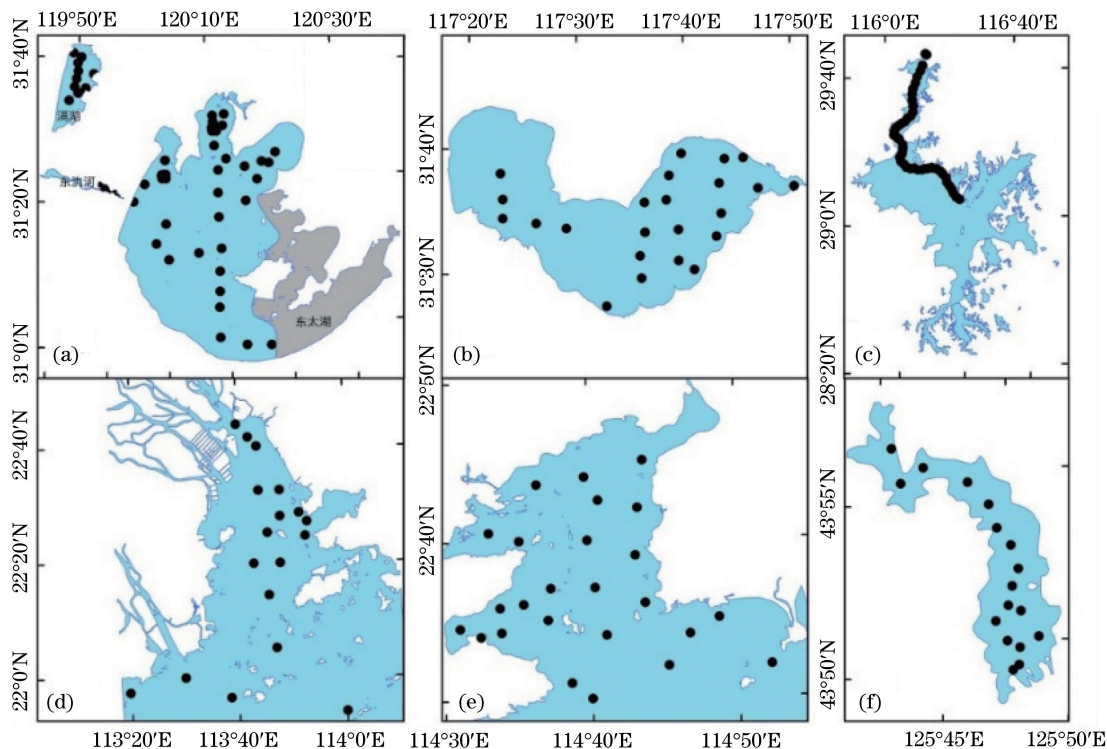 119°50′E 120°10′E 120°30′E 117°20′E 117°30′E 117°40′E 117°50′E 116°0′E 116°40′E
31°40′N
31°20′N
31°0′N
滆湖
东氿河
东太湖
(a)
31°40′N
31°30′N
(b)
29°40′N
29°0′N
28°20′N
(c)
22°40′N
22°20′N
22°0′N
(d)
22°50′N
22°40′N
(e)
43°55′N
43°50′N
(f)
113°20′E 113°40′E 114°0′E 114°30′E 114°40′E 114°50′E 125°45′E 125°50′E